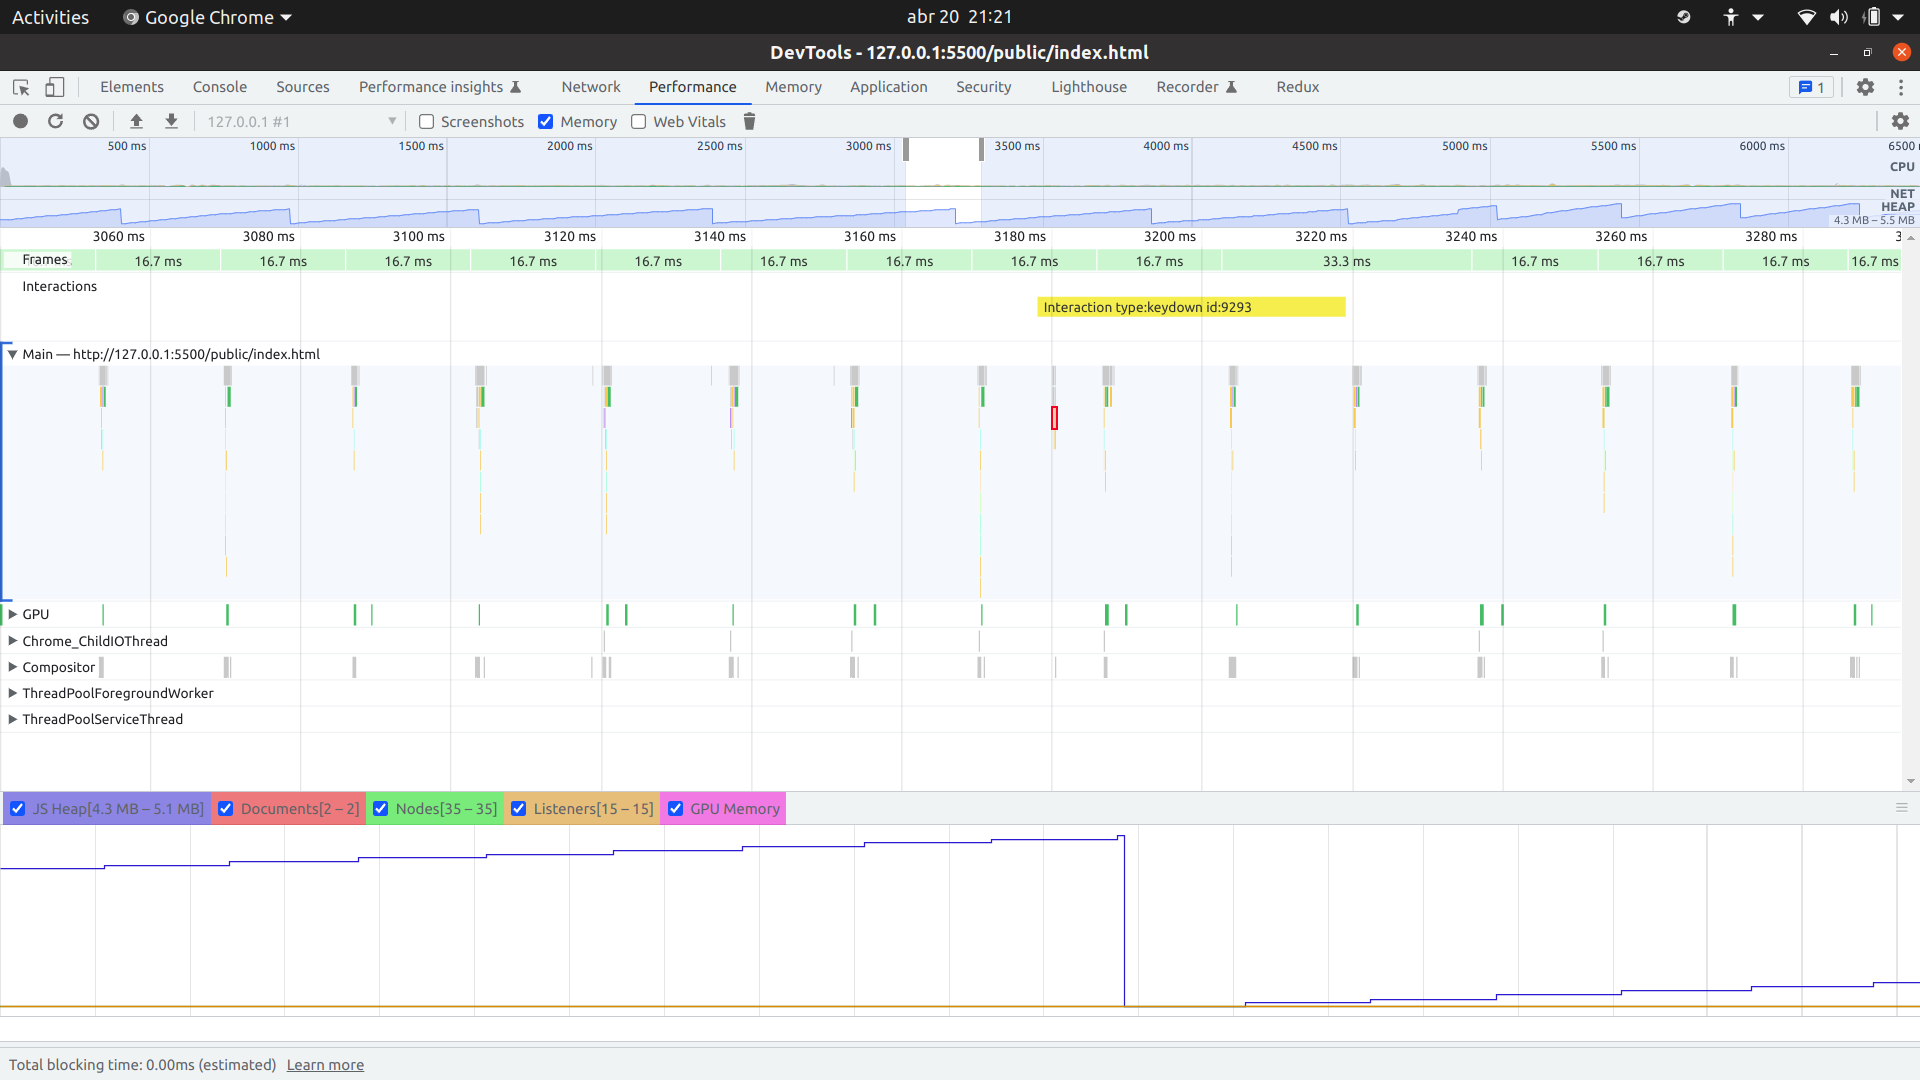 Activities Google Chrome abr 20 21:21
DevTools - 127.0.0.1:5500/public/index.html
Elements Console Sources Performance insights Network Performance Memory Application Security Lighthouse Recorder Redux 1
127.0.0.1 #1 Screenshots Memory Web Vitals
500 ms 1000 ms 1500 ms 2000 ms 2500 ms 3000 ms 3500 ms 4000 ms 4500 ms 5000 ms 5500 ms 6000 ms 6500
CPU
NET
HEAP
4.3 MB – 5.5 MB
3060 ms 3080 ms 3100 ms 3120 ms 3140 ms 3160 ms 3180 ms 3200 ms 3220 ms 3240 ms 3260 ms 3280 ms 3
Frames 16.7 ms 16.7 ms 16.7 ms 16.7 ms 16.7 ms 16.7 ms 16.7 ms 16.7 ms 16.7 ms 33.3 ms 16.7 ms 16.7 ms 16.7 ms 16.7 ms
Interactions
Interaction type:keydown id:9293
Main — http://127.0.0.1:5500/public/index.html
GPU
Chrome_ChildIOThread
Compositor
ThreadPoolForegroundWorker
ThreadPoolServiceThread
JS Heap[4.3 MB – 5.1 MB] Documents[2 – 2] Nodes[35 – 35] Listeners[15 – 15] GPU Memory
Total blocking time: 0.00ms (estimated) Learn more